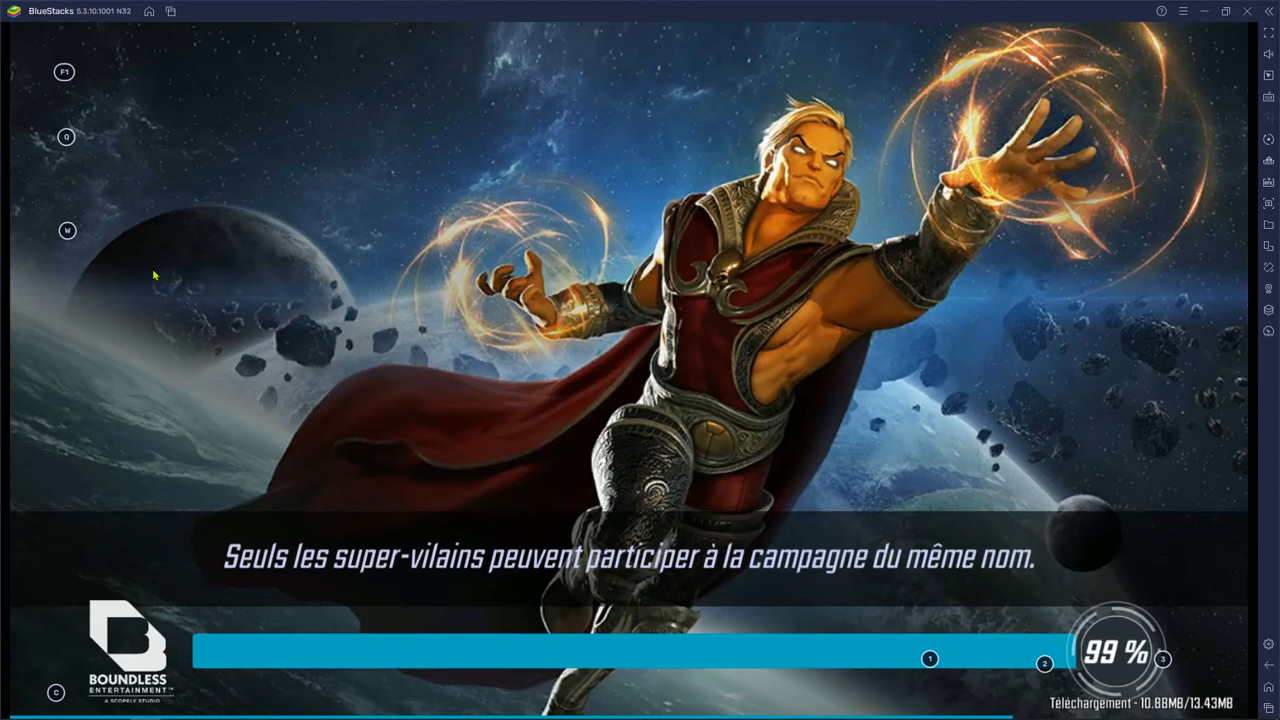 BlueStacks 5.3.10.1001 N32
F1
Q
W
Seuls les super-vilains peuvent participer à la campagne du même nom.
BOUNDLESS
ENTERTAINMENT™
A SCOPELY STUDIO
C
1
2
99 %
3
Téléchargement - 10.88MB/13.43MB